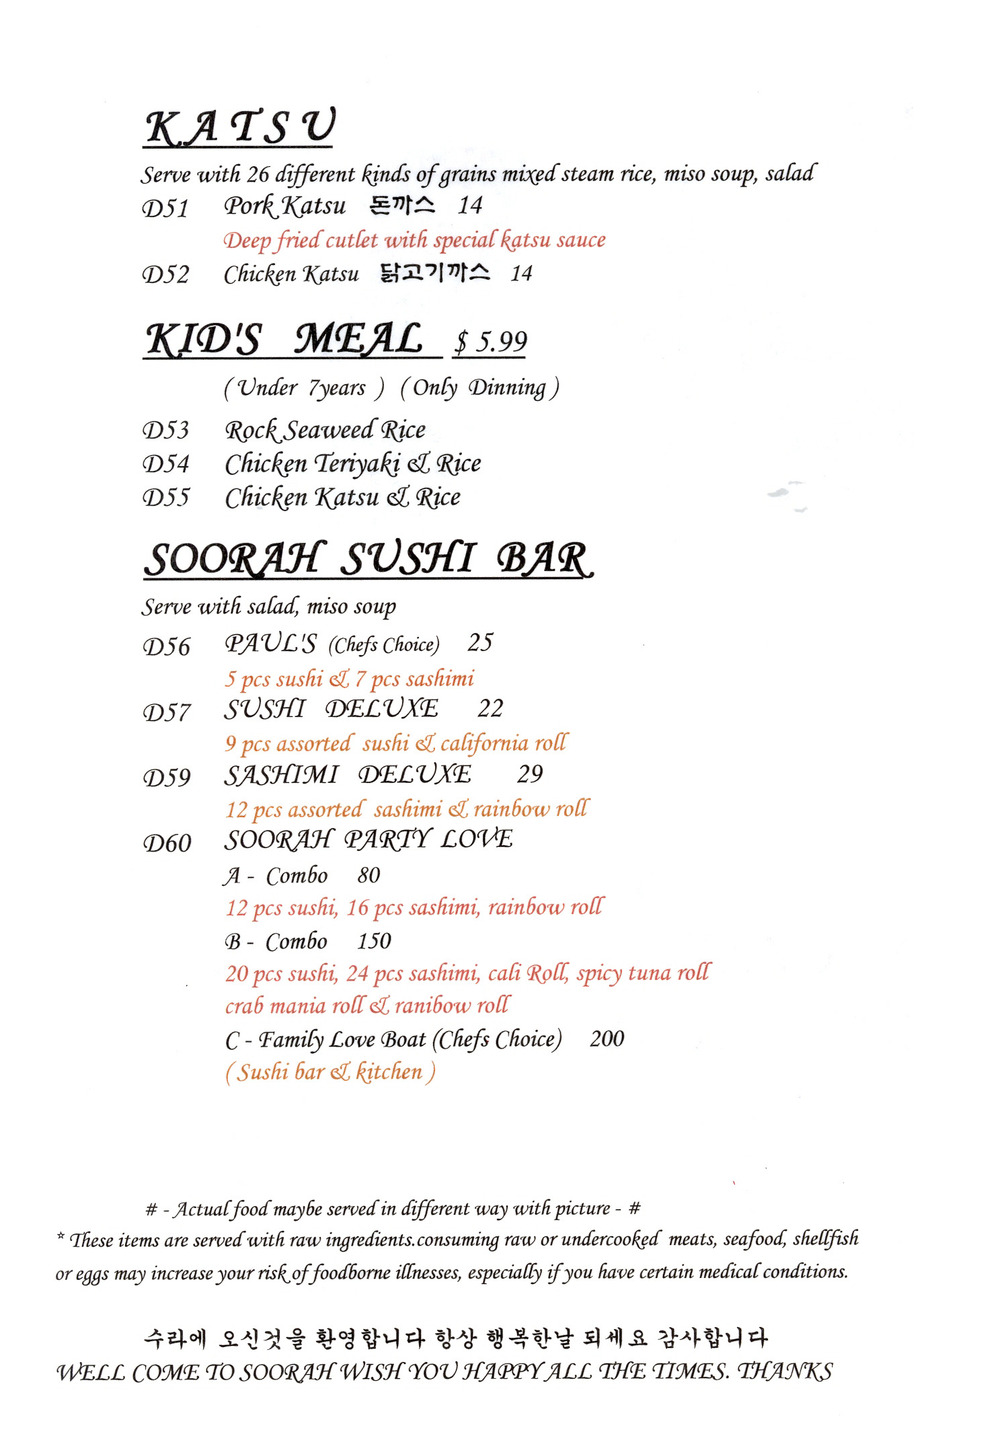 KATSU
Serve with 26 different kinds of grains mixed steam rice, miso soup, salad
D51 Pork Katsu 돈까스 14
Deep fried cutlet with special katsu sauce
D52 Chicken Katsu 닭고기까스 14
KID'S MEAL $ 5.99
( Under 7years ) ( Only Dinning )
D53 Rock Seaweed Rice
D54 Chicken Teriyaki & Rice
D55 Chicken Katsu & Rice
SOORAH SUSHI BAR
Serve with salad, miso soup
D56 PAUL'S (Chefs Choice) 25
5 pcs sushi & 7 pcs sashimi
D57 SUSHI DELUXE 22
9 pcs assorted sushi & california roll
D59 SASHIMI DELUXE 29
12 pcs assorted sashimi & rainbow roll
D60 SOORAH PARTY LOVE
A - Combo 80
12 pcs sushi, 16 pcs sashimi, rainbow roll
B - Combo 150
20 pcs sushi, 24 pcs sashimi, cali Roll, spicy tuna roll
crab mania roll & ranibow roll
C - Family Love Boat (Chefs Choice) 200
( Sushi bar & kitchen )
# - Actual food maybe served in different way with picture - #
* These items are served with raw ingredients.consuming raw or undercooked meats, seafood, shellfish
or eggs may increase your risk of foodborne illnesses, especially if you have certain medical conditions.
수라에 오신것을 환영합니다 항상 행복한날 되세요 감사합니다
WELL COME TO SOORAH WISH YOU HAPPY ALL THE TIMES. THANKS